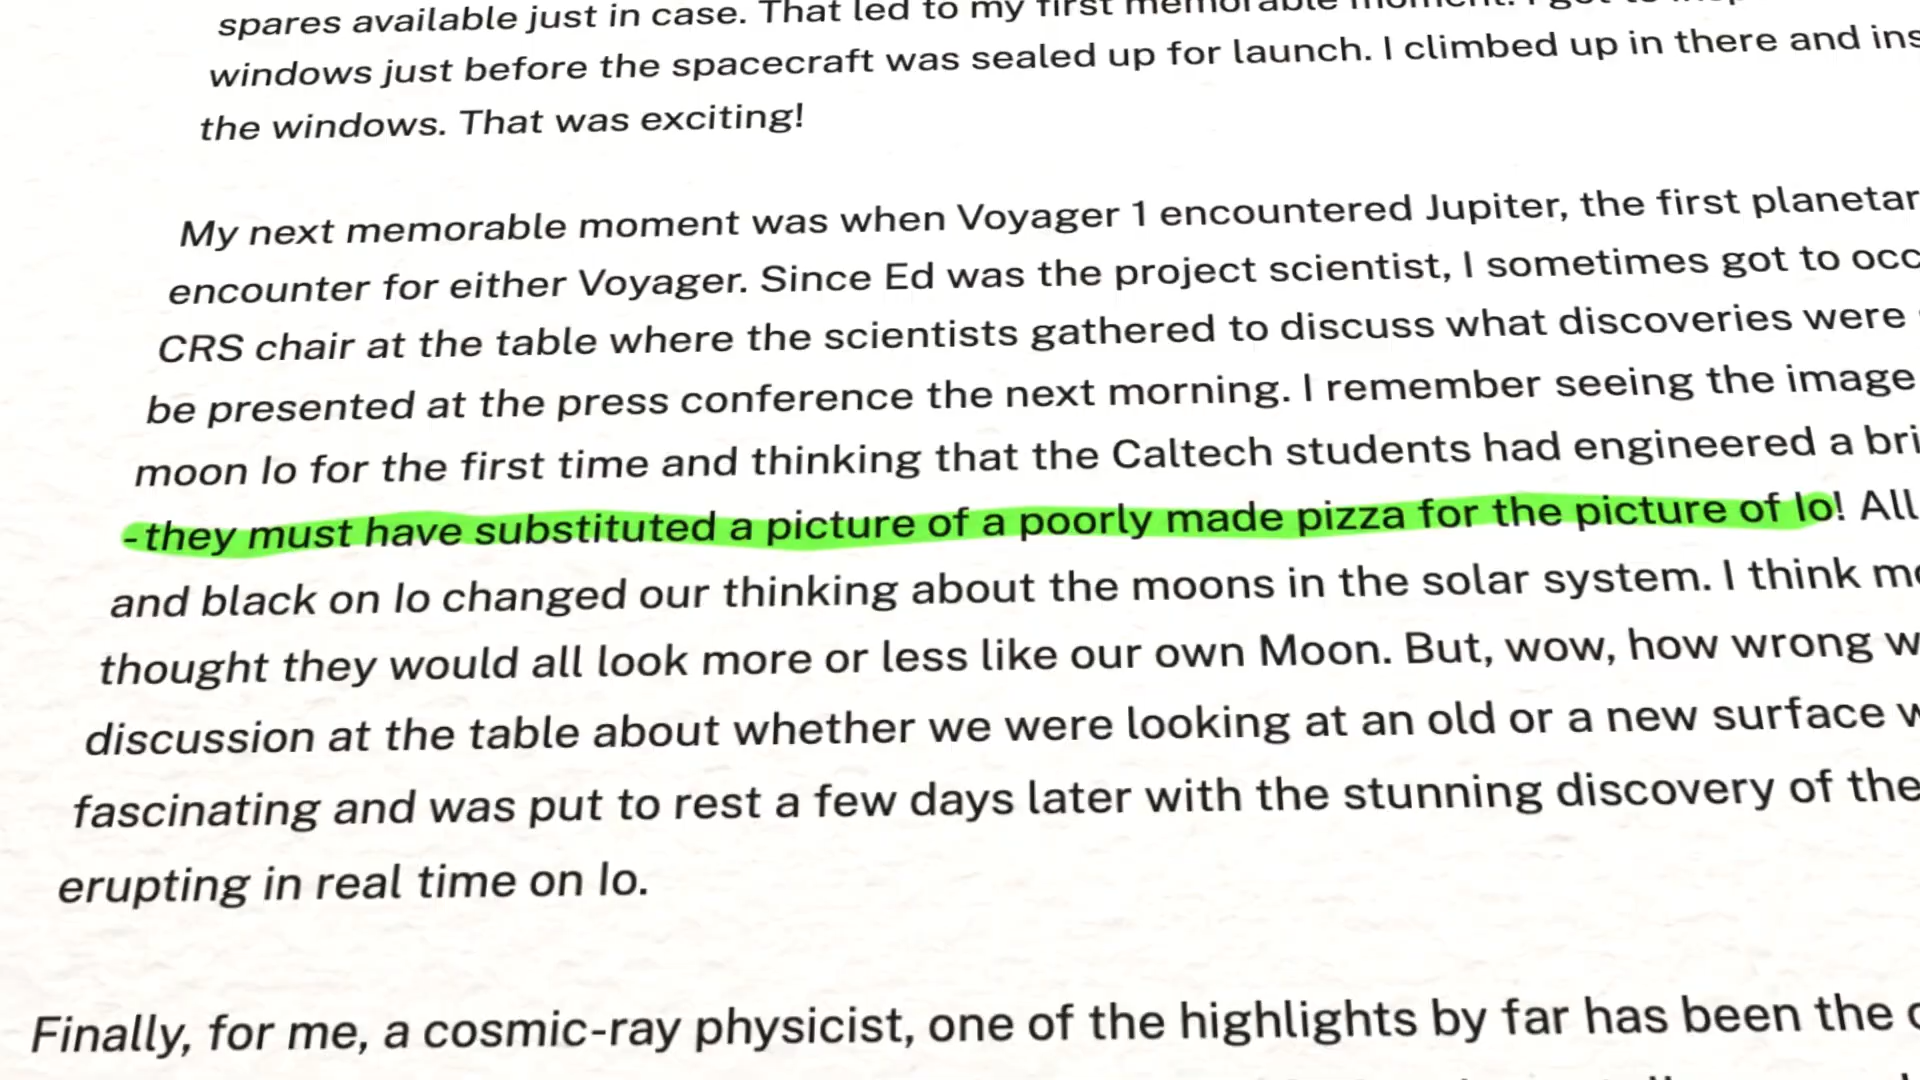 spares available just in case. That led to my first memorable moment. I got to
windows just before the spacecraft was sealed up for launch. I climbed up in there and ins
the windows. That was exciting!
My next memorable moment was when Voyager 1 encountered Jupiter, the first planetar
encounter for either Voyager. Since Ed was the project scientist, I sometimes got to occ
CRS chair at the table where the scientists gathered to discuss what discoveries were
be presented at the press conference the next morning. I remember seeing the image
moon Io for the first time and thinking that the Caltech students had engineered a bri
- they must have substituted a picture of a poorly made pizza for the picture of Io! All
and black on Io changed our thinking about the moons in the solar system. I think mo
thought they would all look more or less like our own Moon. But, wow, how wrong w
discussion at the table about whether we were looking at an old or a new surface w
fascinating and was put to rest a few days later with the stunning discovery of the
erupting in real time on Io.
Finally, for me, a cosmic-ray physicist, one of the highlights by far has been the